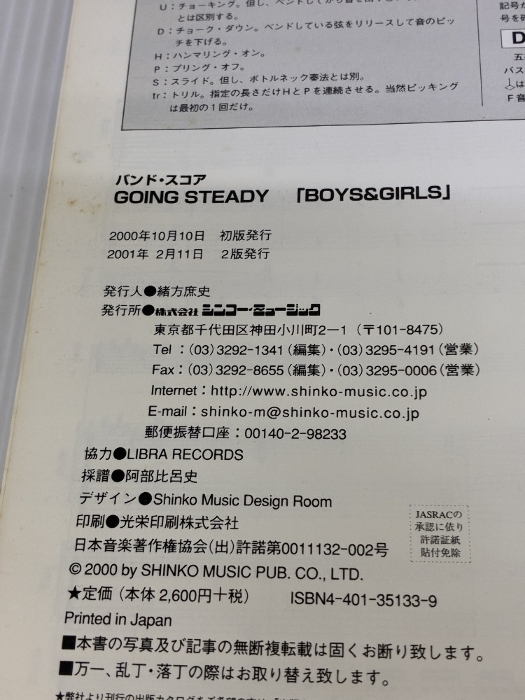 U：チョーキング。但し、
とは区別する。
D：チョーク・ダウン。ベンドしている弦をリリースして音のピッ
チを下げる。
H：ハンマリング・オン。
P：プリング・オフ。
S：スライド。但し、ボトルネック奏法とは別。
tr：トリル。指定の長さだけHとPを連続させる。当然ピッキング
は最初の1回だけ。
バンド・スコア
GOING STEADY 「BOYS&GIRLS」
2000年10月10日　初版発行
2001年 2月11日　2版発行
発行人●緒方庶史
発行所●株式会社シンコー・ミュージック
東京都千代田区神田小川町2―1（〒101-8475）
Tel：(03)3292-1341（編集）・(03)3295-4191（営業）
Fax：(03)3292-8655（編集）・(03)3295-0006（営業）
Internet：http://www.shinko-music.co.jp
E-mail：shinko-m@shinko-music.co.jp
郵便振替口座：00140-2-98233
協力●LIBRA RECORDS
採譜●阿部比呂史
デザイン●Shinko Music Design Room
印刷●光栄印刷株式会社
日本音楽著作権協会(出)許諾第0011132-002号
JASRACの
承認に依り
許諾証紙
貼付免除
©2000 by SHINKO MUSIC PUB. CO., LTD.
★定価（本体2,600円＋税）　ISBN4-401-35133-9
Printed in Japan
■本書の写真及び記事の無断複転載は固くお断り致します。
■万一、乱丁・落丁の際はお取り替え致します。